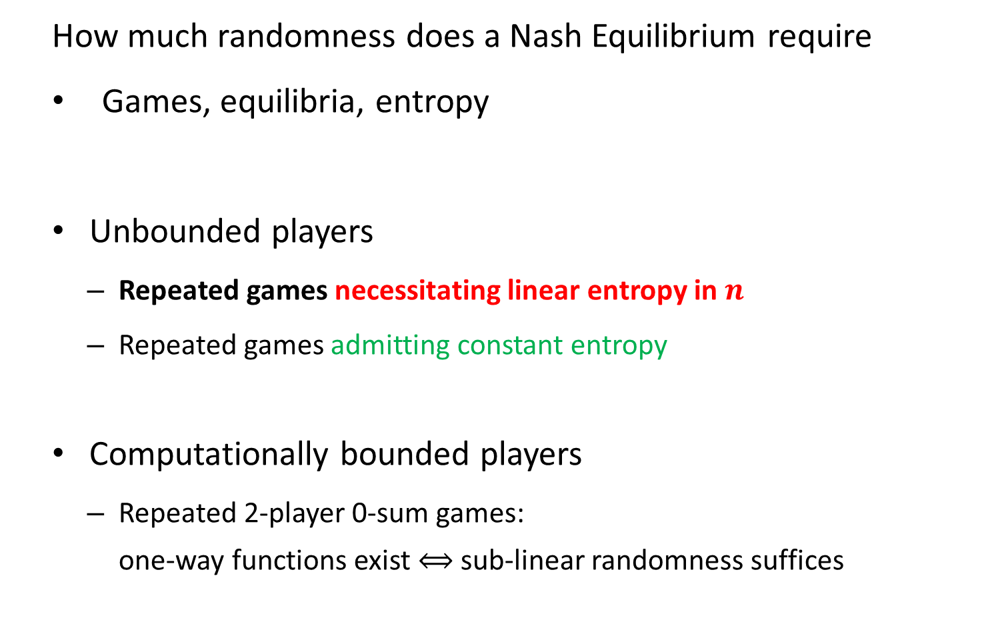 How much randomness does a Nash Equilibrium require
• Games, equilibria, entropy
• Unbounded players
– Repeated games necessitating linear entropy in n
– Repeated games admitting constant entropy
• Computationally bounded players
– Repeated 2-player 0-sum games:
one-way functions exist ⟺ sub-linear randomness suffices